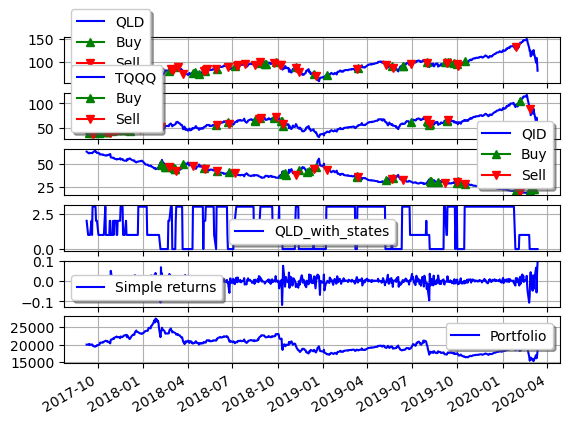 QLD
Buy
Sell
150
100
TQQQ
Buy
Sell
100
50
QID
Buy
Sell
50
25
QLD_with_states
2.5
0.0
Simple returns
0.1
0.0
−0.1
Portfolio
25000
20000
15000
2017-10
2018-01
2018-04
2018-07
2018-10
2019-01
2019-04
2019-07
2019-10
2020-01
2020-04